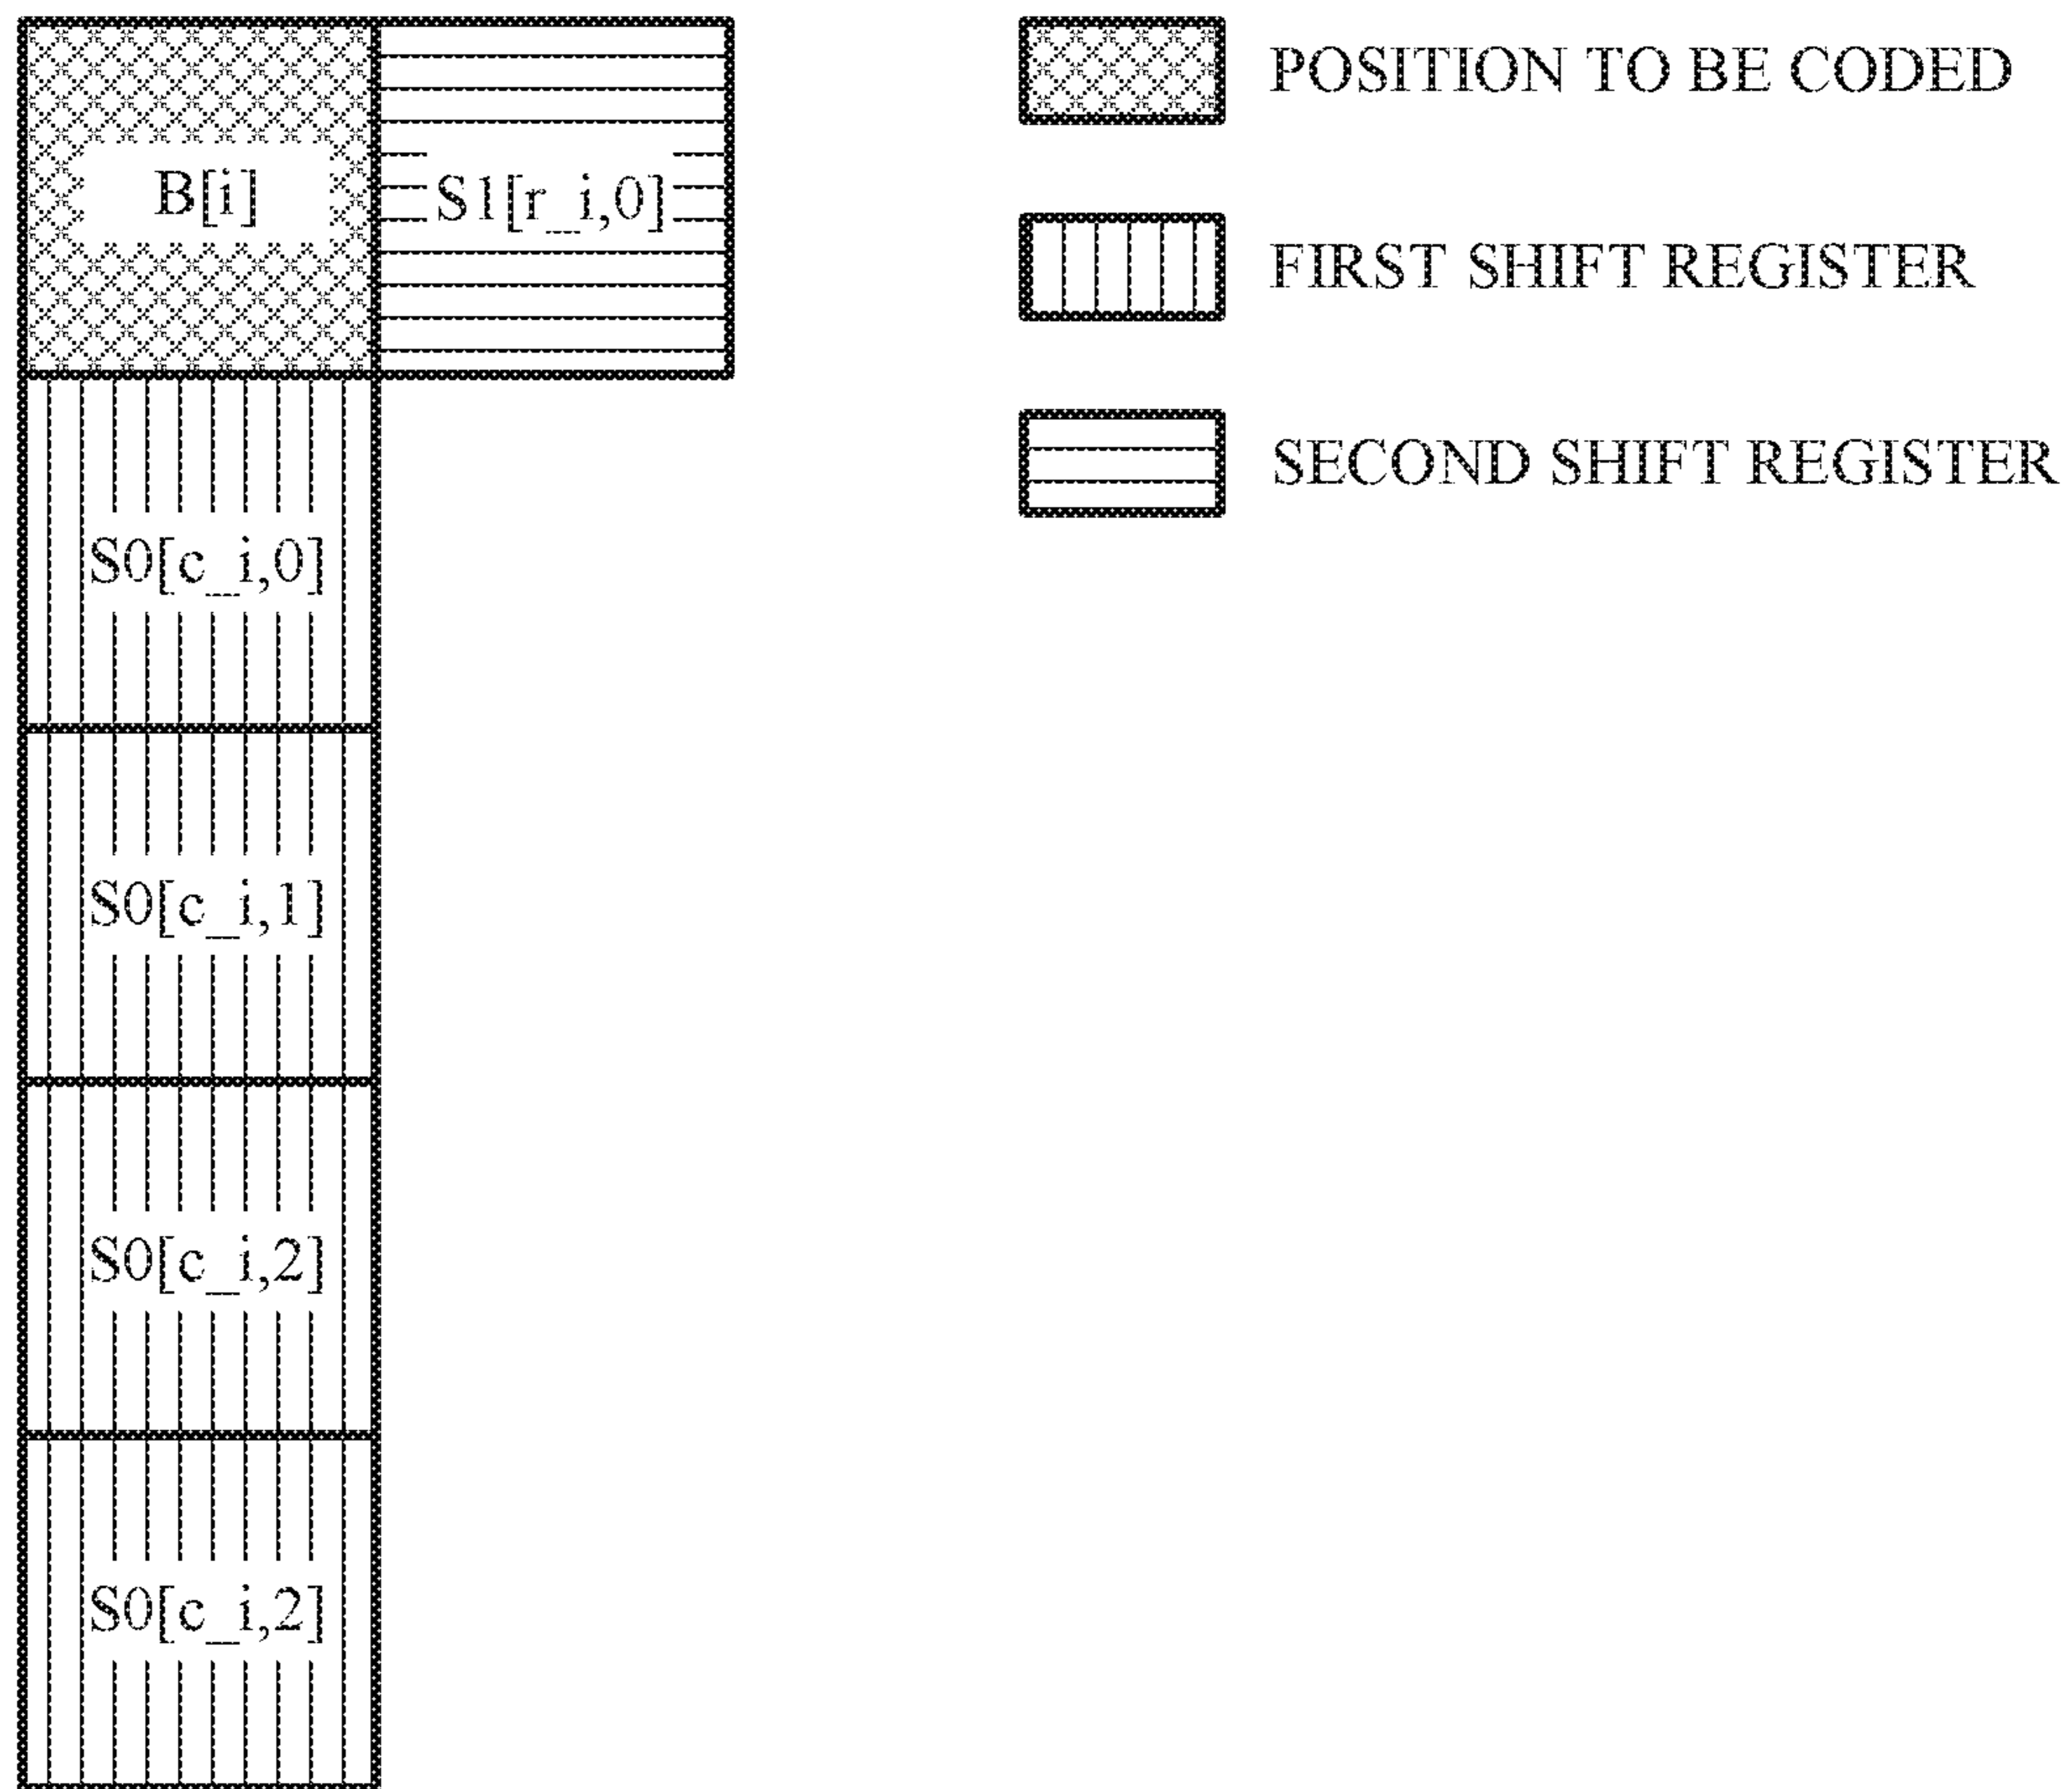 B[i]
S1[r_i,0]
S0[c_i,0]
S0[c_i,1]
S0[c_i,2]
S0[c_i,2]
POSITION TO BE CODED
FIRST SHIFT REGISTER
SECOND SHIFT REGISTER